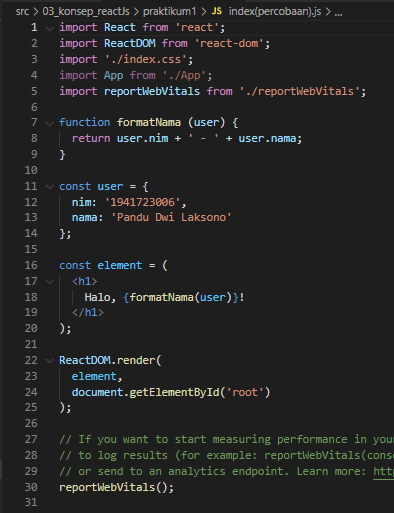 src > 03_konsep_reactJs > praktikum1 > JS index(percobaan).js > ...
1 import React from 'react';
2 import ReactDOM from 'react-dom';
3 import './index.css';
4 import App from './App';
5 import reportWebVitals from './reportWebVitals';
6
7 function formatNama (user) {
8 return user.nim + ' - ' + user.nama;
9 }
10
11 const user = {
12 nim: '1941723006',
13 nama: 'Pandu Dwi Laksono'
14 };
15
16 const element = (
17 <h1>
18 Halo, {formatNama(user)}!
19 </h1>
20 );
21
22 ReactDOM.render(
23 element,
24 document.getElementById('root')
25 );
26
27 // If you want to start measuring performance in your
28 // to log results (for example: reportWebVitals(conso
29 // or send to an analytics endpoint. Learn more: http
30 reportWebVitals();
31